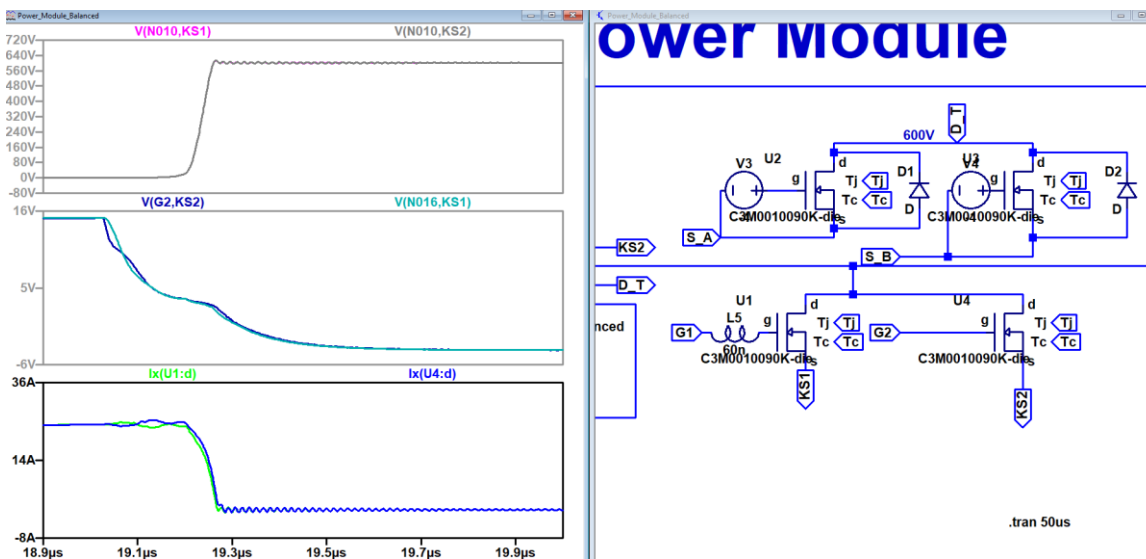 Power_Module_Balanced
V(N010,KS1) V(N010,KS2)
720V
640V
560V
480V
400V
320V
240V
160V
80V
0V
-80V
V(G2,KS2) V(N016,KS1)
16V
5V
-6V
Ix(U1:d) Ix(U4:d)
36A
14A
-8A
18.9µs 19.1µs 19.3µs 19.5µs 19.7µs 19.9µs
Power_Module_Balanced
ower Module
D_T
600V
V3 U2 d
g Tj Tj D1
Tc Tc D
C3M0010090K-die s
S_A
V4 U3 d
g Tj Tj D2
Tc Tc D
C3M0010090K-die s
S_B
KS2
D_T
anced
U1 d
L5 g Tj Tj
G1 60n Tc Tc
C3M0010090K-die s
KS1
U4 d
G2 g Tj Tj
Tc Tc
C3M0010090K-die s
KS2
.tran 50us